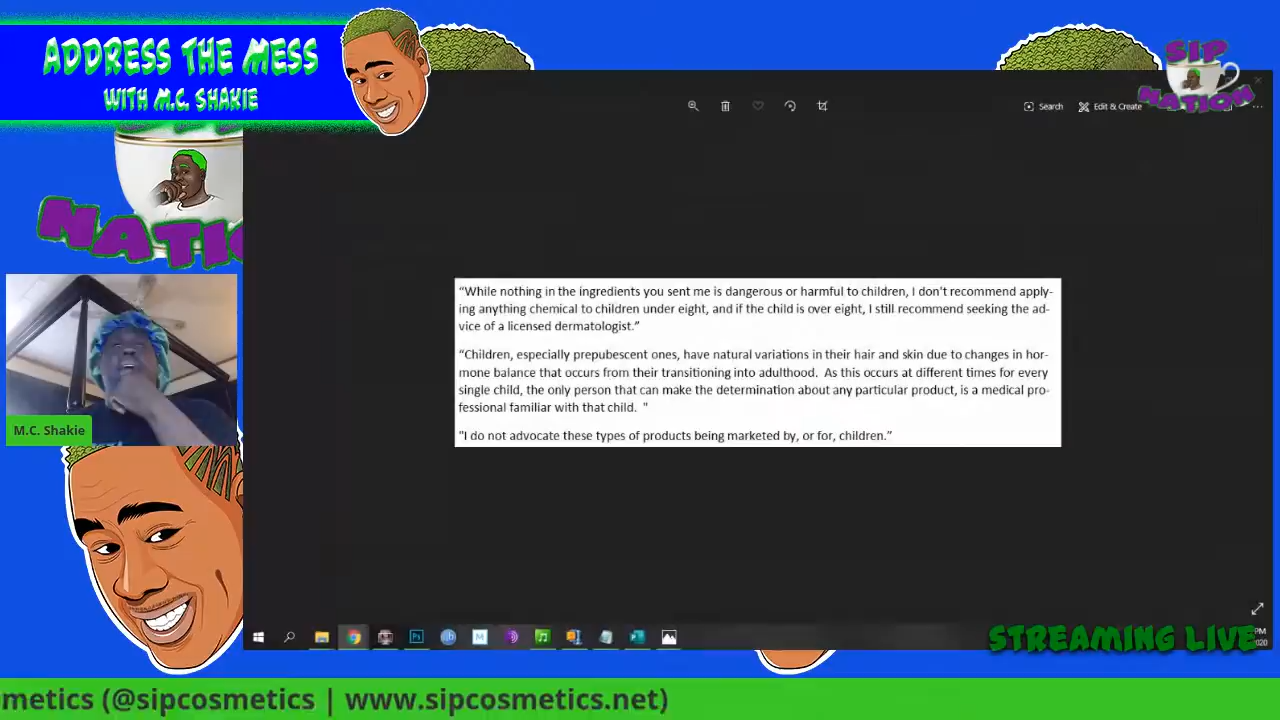 ADDRESS THE MESS
WITH M.C. SHAKIE
SIP
NATION
Search
Edit & Create
NATI
M.C. Shakie
“While nothing in the ingredients you sent me is dangerous or harmful to children, I don't recommend apply-
ing anything chemical to children under eight, and if the child is over eight, I still recommend seeking the ad-
vice of a licensed dermatologist.”
“Children, especially prepubescent ones, have natural variations in their hair and skin due to changes in hor-
mone balance that occurs from their transitioning into adulthood.  As this occurs at different times for every
single child, the only person that can make the determination about any particular product, is a medical pro-
fessional familiar with that child.  "
"I do not advocate these types of products being marketed by, or for, children.”
Ps
M
PM
020
STREAMING LIVE
metics (@sipcosmetics | www.sipcosmetics.net)